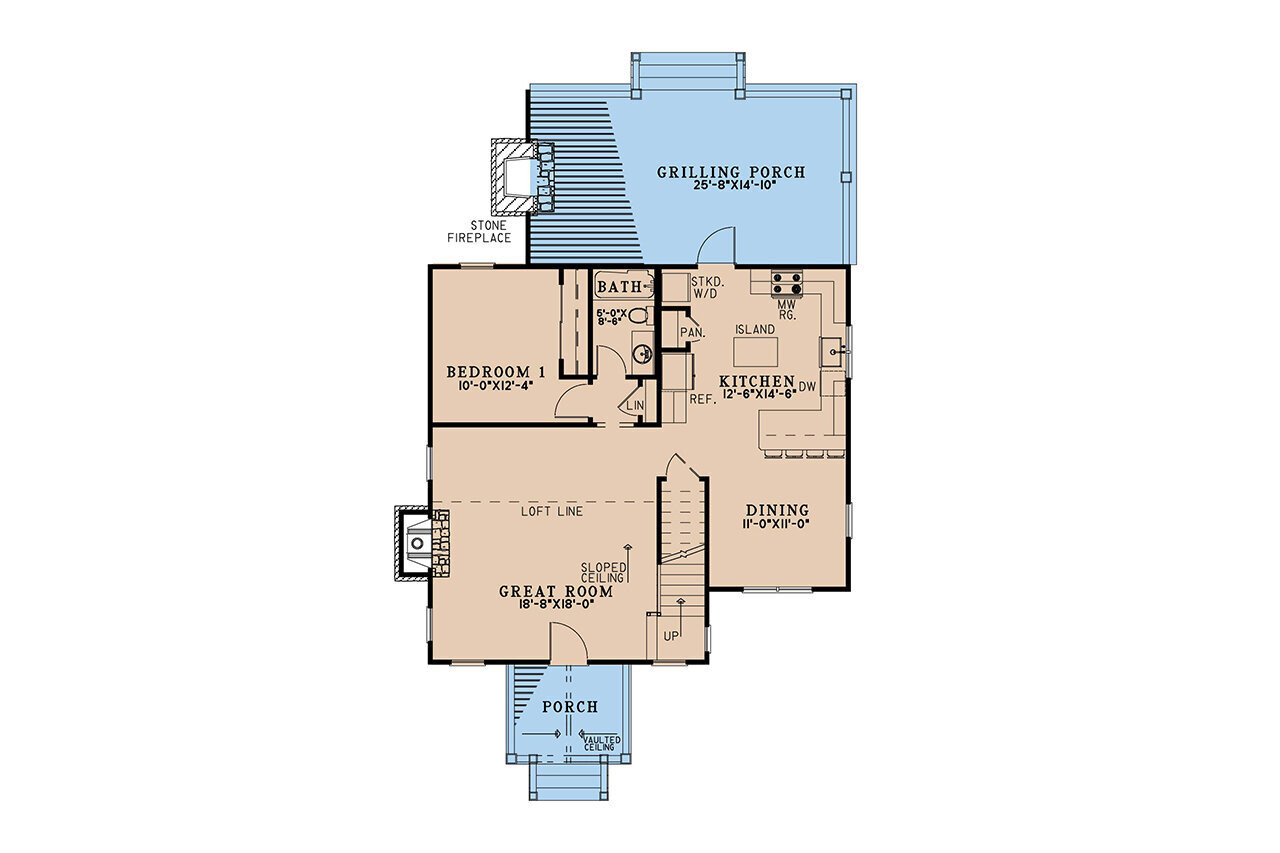 GRILLING PORCH
25'-8"X14'-10"
STONE
FIREPLACE
BATH
5'-0"X
8'-6"
STKD.
W/D
MW
RG.
PAN.
ISLAND
BEDROOM 1
10'-0"X12'-4"
KITCHEN
12'-6"X14'-6"
DW
REF.
LIN
LOFT LINE
DINING
11'-0"X11'-0"
SLOPED
CEILING
GREAT ROOM
18'-8"X18'-0"
UP
PORCH
VAULTED
CEILING